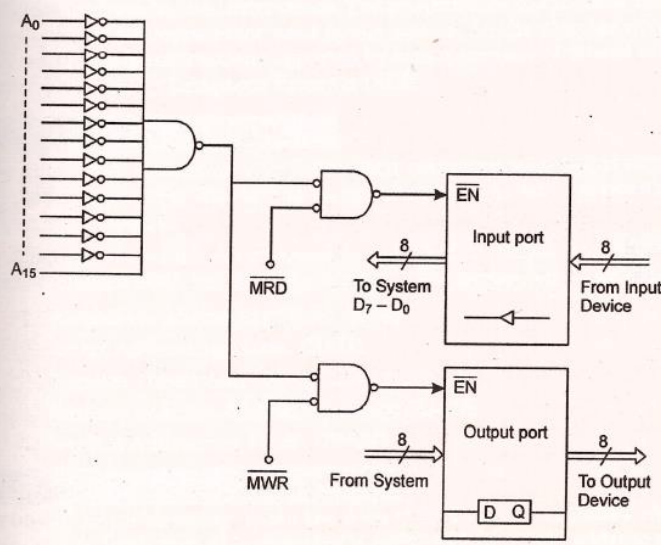 A₀
A₁₅
MRD
EN
Input port
8
To System
D₇ – D₀
8
From Input
Device
EN
Output port
MWR
8
From System
8
To Output
Device
D Q